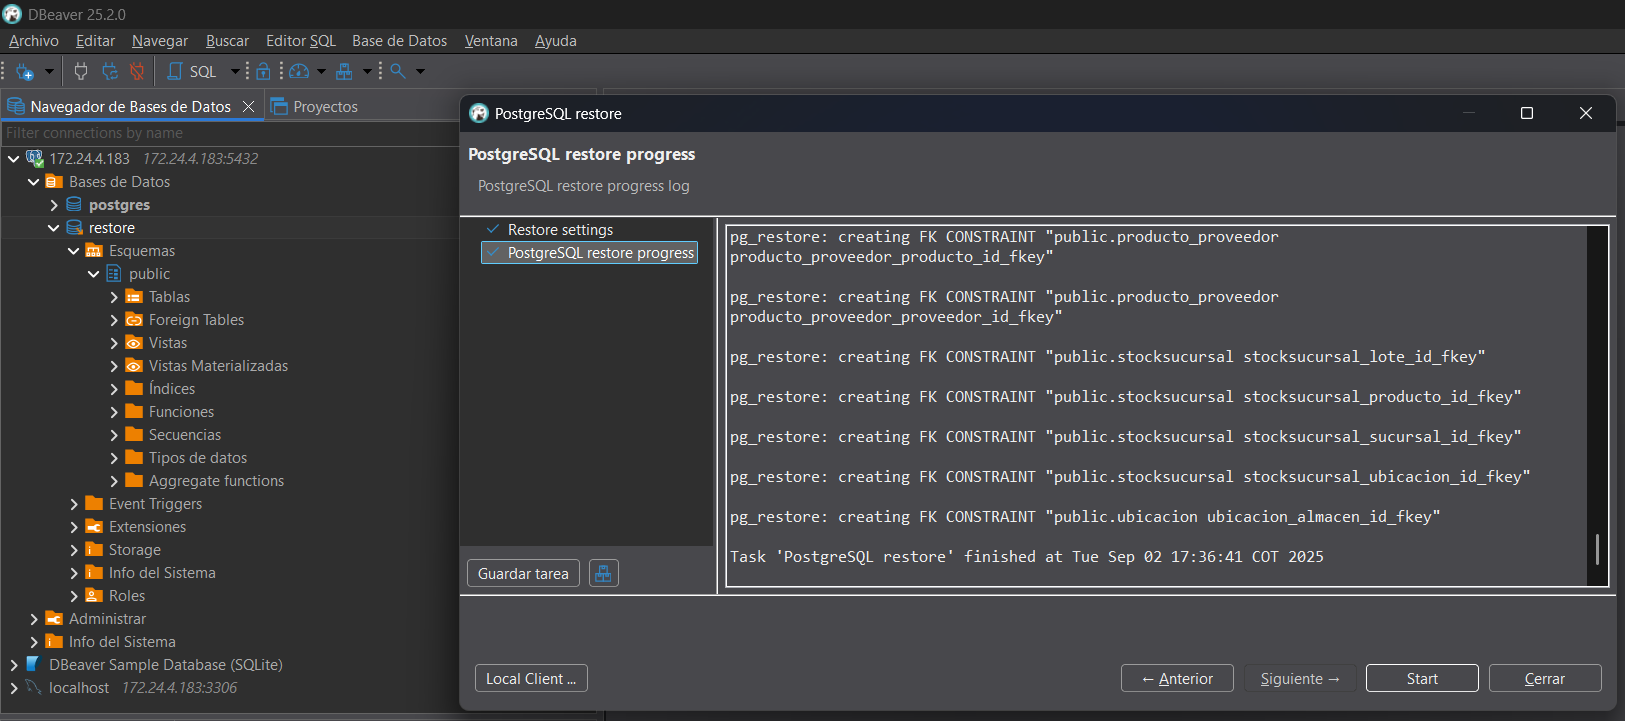 DBeaver 25.2.0
Archivo Editar Navegar Buscar Editor SQL Base de Datos Ventana Ayuda
SQL
Navegador de Bases de Datos Proyectos
Filter connections by name
172.24.4.183 172.24.4.183:5432
Bases de Datos
postgres
restore
Esquemas
public
Tablas
Foreign Tables
Vistas
Vistas Materializadas
Índices
Funciones
Secuencias
Tipos de datos
Aggregate functions
Event Triggers
Extensiones
Storage
Info del Sistema
Roles
Administrar
Info del Sistema
DBeaver Sample Database (SQLite)
localhost 172.24.4.183:3306
PostgreSQL restore
PostgreSQL restore progress
PostgreSQL restore progress log
Restore settings
PostgreSQL restore progress
Guardar tarea
pg_restore: creating FK CONSTRAINT "public.producto_proveedor
producto_proveedor_producto_id_fkey"
pg_restore: creating FK CONSTRAINT "public.producto_proveedor
producto_proveedor_proveedor_id_fkey"
pg_restore: creating FK CONSTRAINT "public.stocksucursal stocksucursal_lote_id_fkey"
pg_restore: creating FK CONSTRAINT "public.stocksucursal stocksucursal_producto_id_fkey"
pg_restore: creating FK CONSTRAINT "public.stocksucursal stocksucursal_sucursal_id_fkey"
pg_restore: creating FK CONSTRAINT "public.stocksucursal stocksucursal_ubicacion_id_fkey"
pg_restore: creating FK CONSTRAINT "public.ubicacion ubicacion_almacen_id_fkey"
Task 'PostgreSQL restore' finished at Tue Sep 02 17:36:41 COT 2025
Local Client ... ← Anterior Siguiente → Start Cerrar